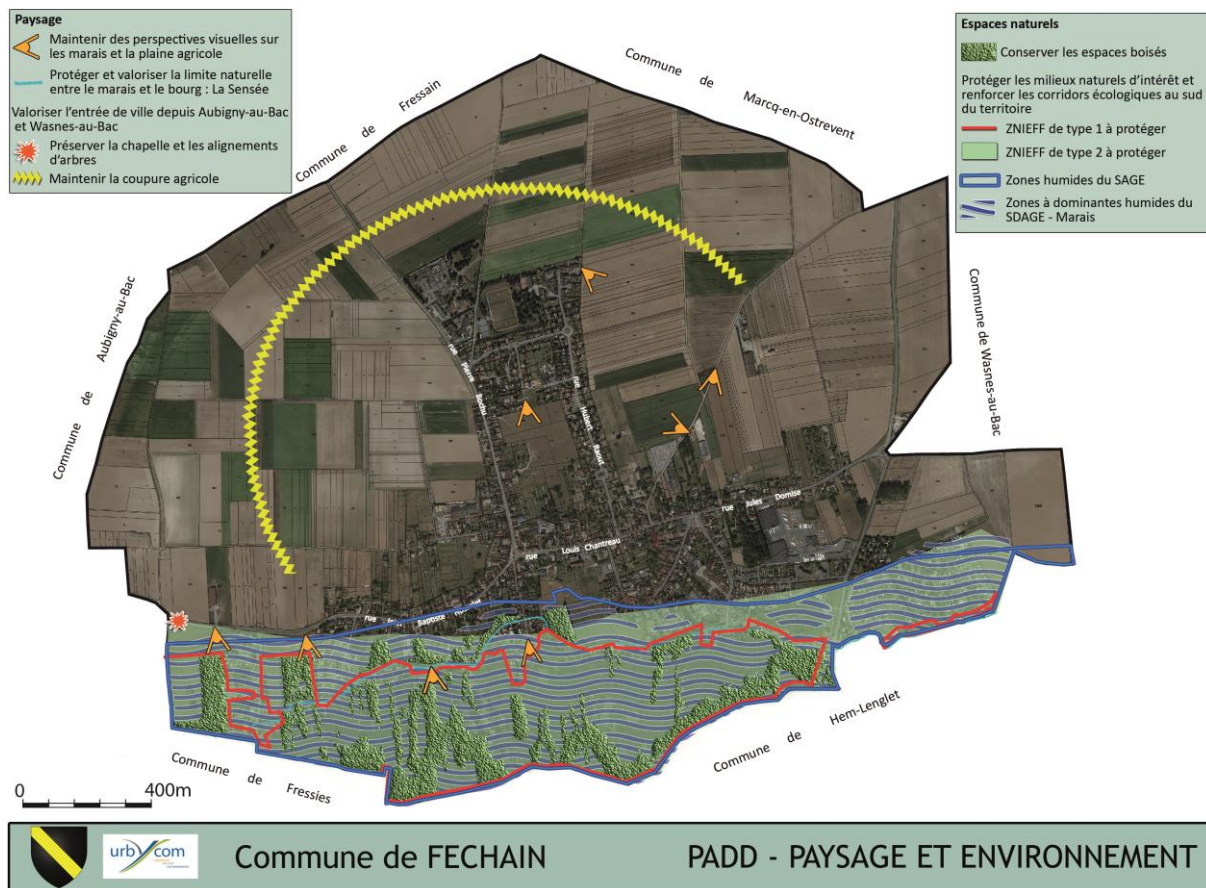 Paysage
Maintenir des perspectives visuelles sur
les marais et la plaine agricole
Protéger et valoriser la limite naturelle
entre le marais et le bourg : La Sensée
Valoriser l'entrée de ville depuis Aubigny-au-Bac
et Wasnes-au-Bac
Préserver la chapelle et les alignements
d'arbres
Maintenir la coupure agricole
Espaces naturels
Conserver les espaces boisés
Protéger les milieux naturels d'intérêt et
renforcer les corridors écologiques au sud
du territoire
ZNIEFF de type 1 à protéger
ZNIEFF de type 2 à protéger
Zones humides du SAGE
Zones à dominantes humides du
SDAGE - Marais
Commune de Fressain
Commune de Marcq-en-Ostrevent
Commune de Aubigny-au-Bac
Commune de Wasnes-au-Bac
rue Pierre Bochu
rue Hubert
rue Jules Domise
rue Louis Chantreau
rue Baptiste
Commune de Hem-Lenglet
Commune de Fressies
0 400m
urbycom
Commune de FECHAIN
PADD - PAYSAGE ET ENVIRONNEMENT